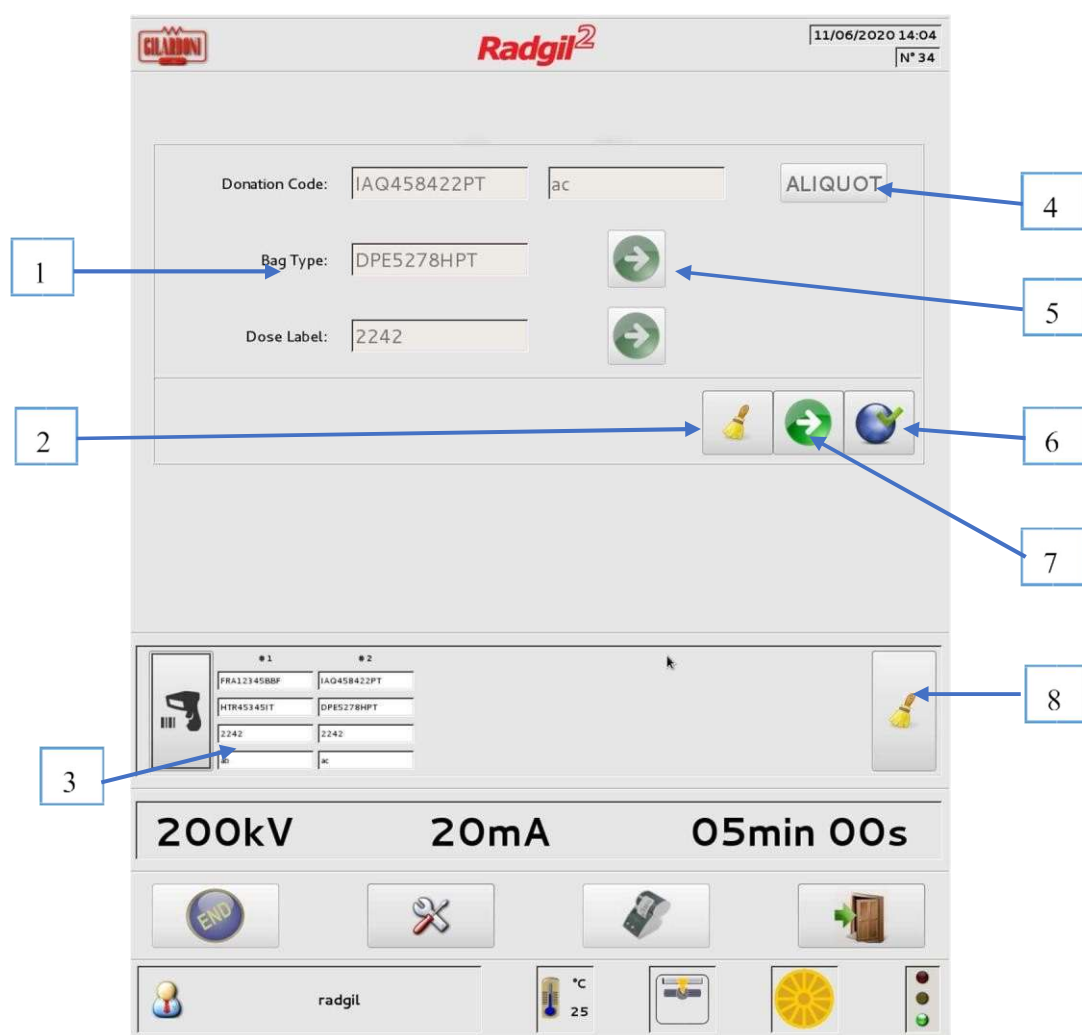 GILARDONI
Radgil2
11/06/2020 14:04
N° 34
Donation Code: IAQ458422PT ac ALIQUOT
4
1
Bag Type: DPE5278HPT
5
Dose Label: 2242
2
6
7
#1 #2
FRA12345BBF IAQ458422PT
HTR45345IT DPE5278HPT
2242 2242
ab ac
8
3
200kV 20mA 05min 00s
END
radgil
°C
25